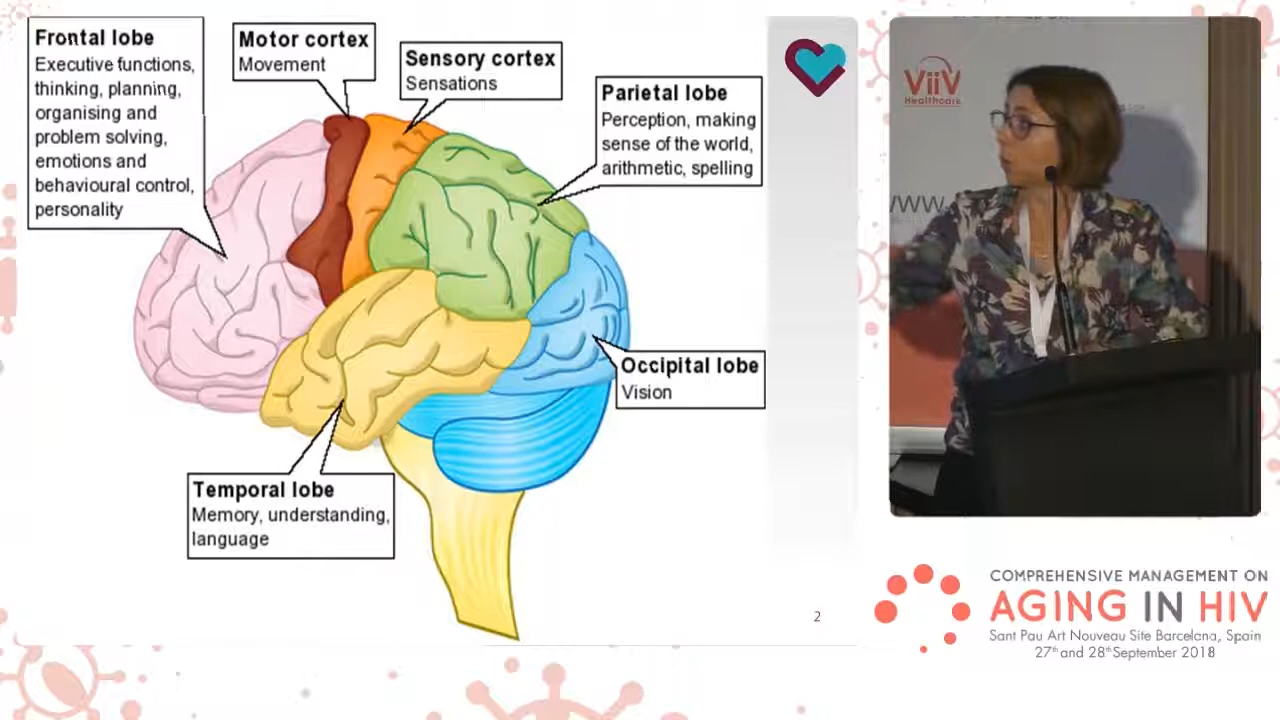 Frontal lobe
Executive functions,
thinking, planning,
organising and
problem solving,
emotions and
behavioural control,
personality
Motor cortex
Movement
Sensory cortex
Sensations
Parietal lobe
Perception, making
sense of the world,
arithmetic, spelling
Occipital lobe
Vision
Temporal lobe
Memory, understanding,
language
2
ViiV
Healthcare
www.
COMPREHENSIVE MANAGEMENT ON
AGING IN HIV
Sant Pau Art Nouveau Site Barcelona, Spain
27th and 28th September 2018